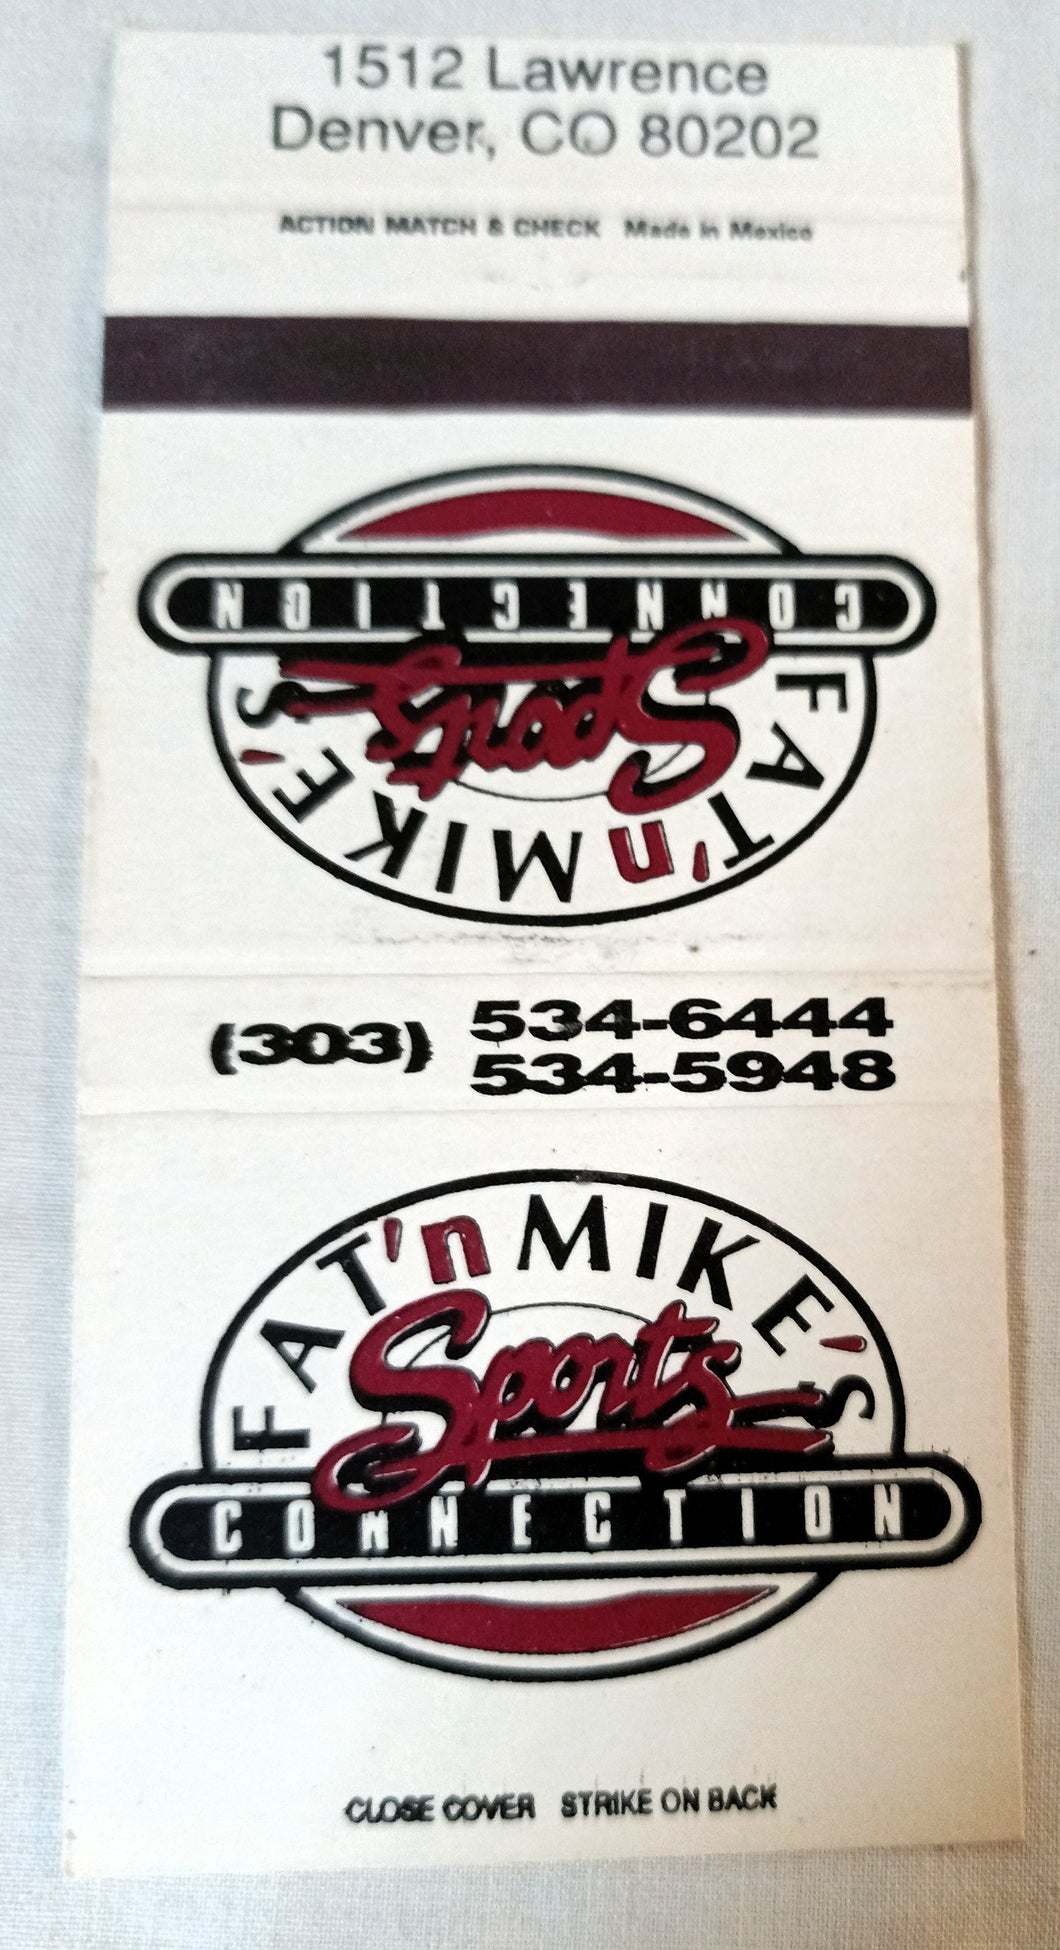 1512 Lawrence
Denver, CO 80202
ACTION MATCH & CHECK Made in Mexico
CONNECTION
Sports
FAT 'n MIKE'S
(303) 534-6444
534-5948
FAT 'n MIKE'S
Sports
CONNECTION
CLOSE COVER STRIKE ON BACK